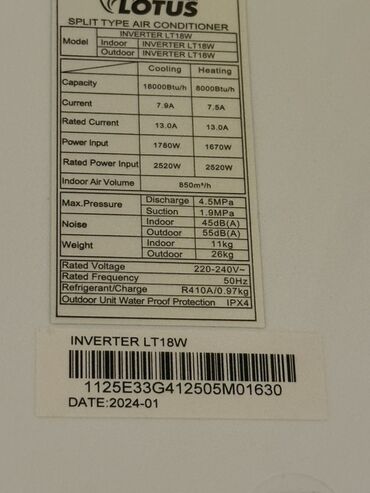 LOTUS
SPLIT TYPE AIR CONDITIONER
Model INVERTER LT18W
Indoor INVERTER LT18W
Outdoor INVERTER LT18W
Cooling Heating
Capacity 18000Btu/h 8000Btu/h
Current 7.9A 7.5A
Rated Current 13.0A 13.0A
Power Input 1760W 1670W
Rated Power Input 2520W 2520W
Indoor Air Volume 850m³/h
Max.Pressure Discharge 4.5MPa
Suction 1.9MPa
Noise Indoor 45dB(A)
Outdoor 55dB(A)
Weight Indoor 11kg
Outdoor 26kg
Rated Voltage 220-240V~
Rated Frequency 50Hz
Refrigerant/Charge R410A/0.97kg
Outdoor Unit Water Proof Protection IPX4
INVERTER LT18W
1125E33G412505M01630
DATE:2024-01